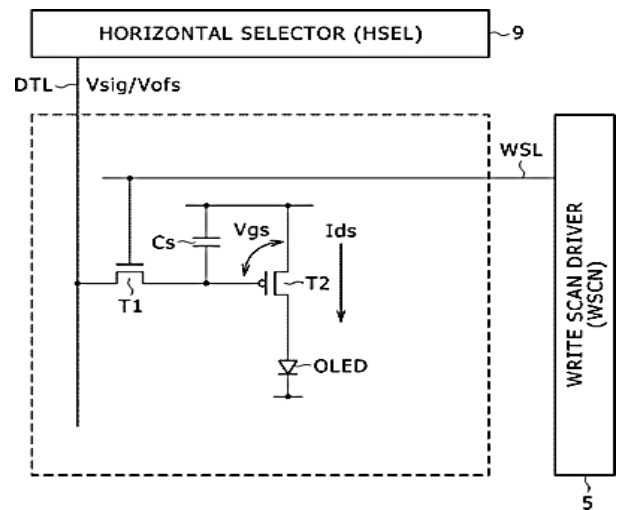 HORIZONTAL SELECTOR (HSEL)
9
DTL
Vsig/Vofs
WSL
Cs
Vgs
Ids
T1
T2
OLED
WRITE SCAN DRIVER
(WSCN)
5